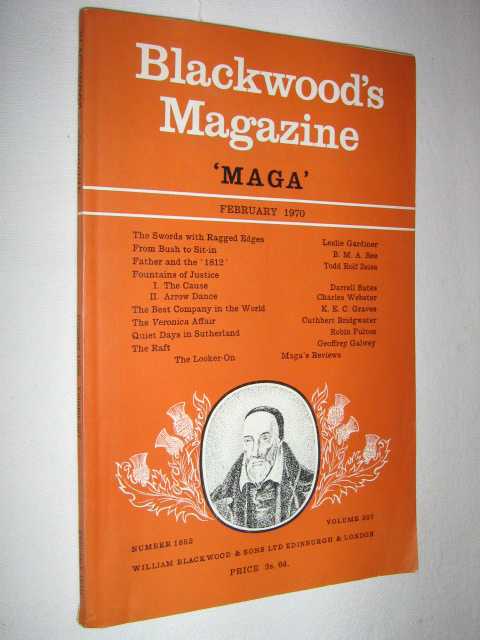 Blackwood's
Magazine
'MAGA'
FEBRUARY 1970
The Swords with Ragged Edges Leslie Gardiner
From Bush to Sit-in B. M. A. Bee
Father and the '1812' Todd Rolf Zeiss
Fountains of Justice
I. The Cause Darrell Bates
II. Arrow Dance Charles Webster
The Best Company in the World K. E. C. Graves
The Veronica Affair Cuthbert Bridgwater
Quiet Days in Sutherland Robin Fulton
The Raft Geoffrey Galwey
The Looker-On Maga's Reviews
NUMBER 1852 VOLUME 307
WILLIAM BLACKWOOD & SONS LTD EDINBURGH & LONDON
PRICE 3s. 6d.